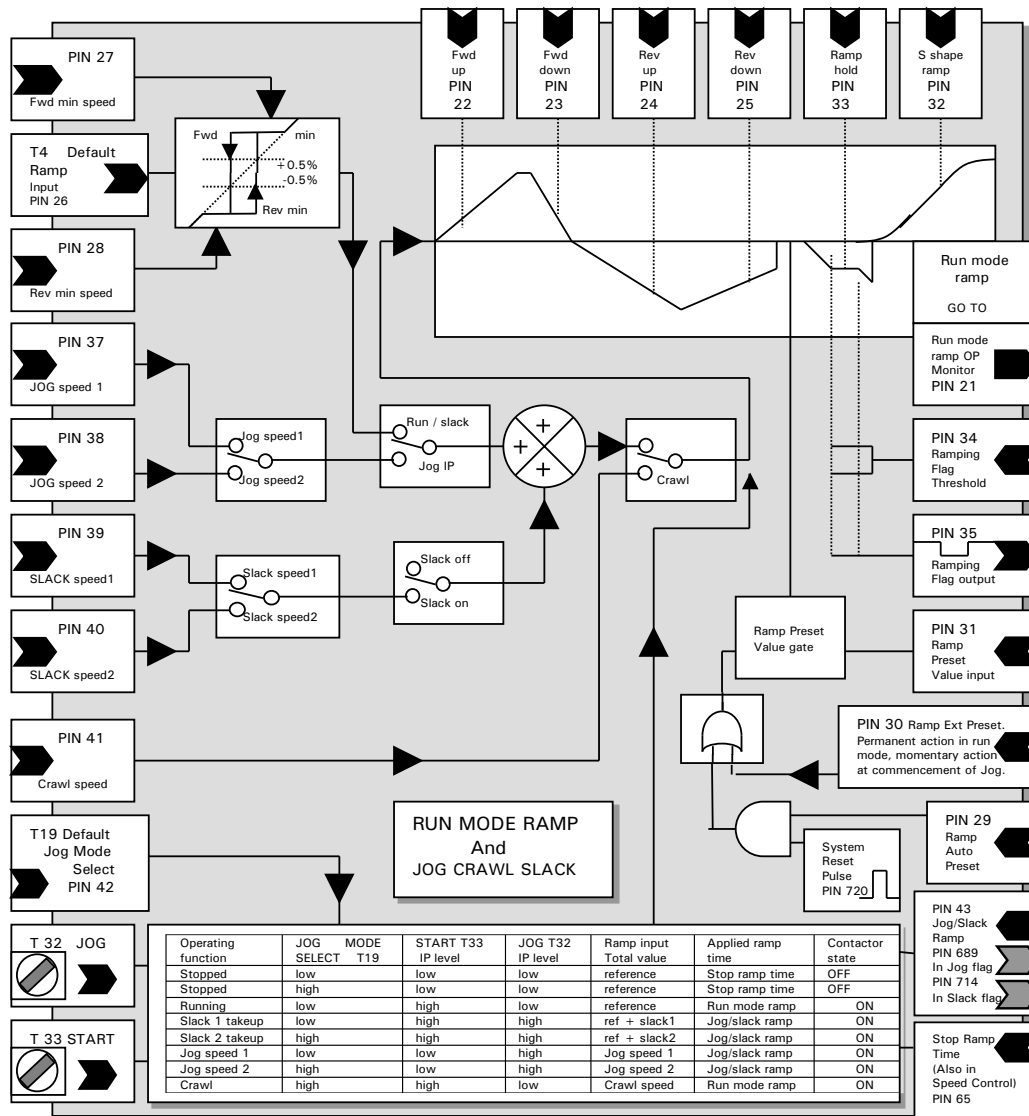 PIN 27
Fwd min speed
T4 Default
Ramp
Input
PIN 26
PIN 28
Rev min speed
PIN 37
JOG speed 1
PIN 38
JOG speed 2
PIN 39
SLACK speed1
PIN 40
SLACK speed2
PIN 41
Crawl speed
T19 Default
Jog Mode
Select
PIN 42
T 32 JOG
T 33 START
Fwd
up
PIN
22
Fwd
down
PIN
23
Rev
up
PIN
24
Rev
down
PIN
25
Ramp
hold
PIN
33
S shape
ramp
PIN
32
Fwd min
+0.5%
-0.5%
Rev min
Jog speed1
Jog speed2
Run / slack
Jog IP
+ +
+
Crawl
Slack speed1
Slack speed2
Slack off
Slack on
Run mode
ramp
GO TO
Run mode
ramp OP
Monitor
PIN 21
PIN 34
Ramping
Flag
Threshold
PIN 35
Ramping
Flag output
Ramp Preset
Value gate
PIN 31
Ramp
Preset
Value input
PIN 30 Ramp Ext Preset.
Permanent action in run
mode, momentary action
at commencement of Jog.
PIN 29
Ramp
Auto
Preset
System
Reset
Pulse
PIN 720
RUN MODE RAMP
And
JOG CRAWL SLACK
PIN 43
Jog/Slack
Ramp
PIN 689
In Jog flag
PIN 714
In Slack flag
Stop Ramp
Time
(Also in
Speed Control)
PIN 65
Operating JOG MODE START T33 JOG T32 Ramp input Applied ramp Contactor
function SELECT T19 IP level IP level Total value time state
Stopped low low low reference Stop ramp time OFF
Stopped high low low reference Stop ramp time OFF
Running low high low reference Run mode ramp ON
Slack 1 takeup low high high ref + slack1 Jog/slack ramp ON
Slack 2 takeup high high high ref + slack2 Jog/slack ramp ON
Jog speed 1 low low high Jog speed 1 Jog/slack ramp ON
Jog speed 2 high low high Jog speed 2 Jog/slack ramp ON
Crawl high high low Crawl speed Run mode ramp ON